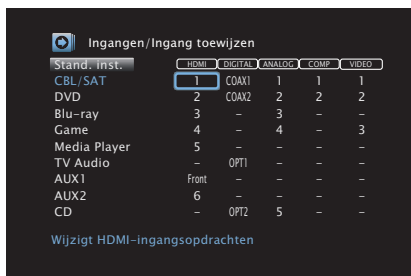 Ingangen/Ingang toewijzen
Stand. inst. HDMI DIGITAL ANALOG COMP VIDEO
CBL/SAT 1 COAX1 1 1 1
DVD 2 COAX2 2 2 2
Blu-ray 3 – 3 – –
Game 4 – 4 – 3
Media Player 5 – – – –
TV Audio – OPT1 – – –
AUX1 Front – – – –
AUX2 6 – – – –
CD – OPT2 5 – –
Wijzigt HDMI-ingangsopdrachten